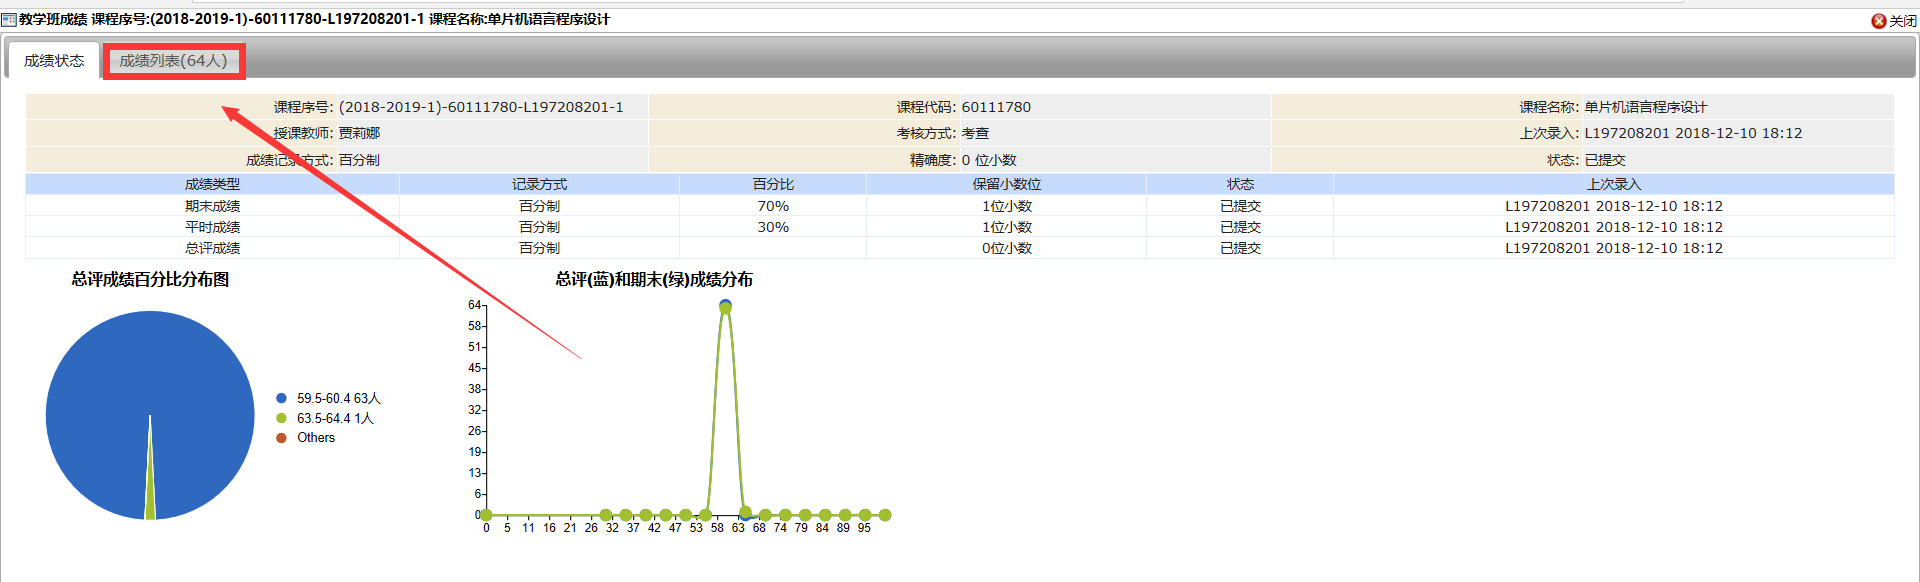 教学班成绩 课程序号:(2018-2019-1)-60111780-L197208201-1 课程名称:单片机语言程序设计
关闭
成绩状态 成绩列表(64人)
课程序号: (2018-2019-1)-60111780-L197208201-1 课程代码: 60111780 课程名称: 单片机语言程序设计
授课教师: 贾莉娜 考核方式: 考查 上次录入: L197208201 2018-12-10 18:12
成绩记录方式: 百分制 精确度: 0 位小数 状态: 已提交
成绩类型 记录方式 百分比 保留小数位 状态 上次录入
期末成绩 百分制 70% 1位小数 已提交 L197208201 2018-12-10 18:12
平时成绩 百分制 30% 1位小数 已提交 L197208201 2018-12-10 18:12
总评成绩 百分制 0位小数 已提交 L197208201 2018-12-10 18:12
总评成绩百分比分布图
59.5-60.4 63人
63.5-64.4 1人
Others
总评(蓝)和期末(绿)成绩分布
64
58
51
45
38
32
26
19
13
6
0
0 5 11 16 21 26 32 37 42 47 53 58 63 68 74 79 84 89 95